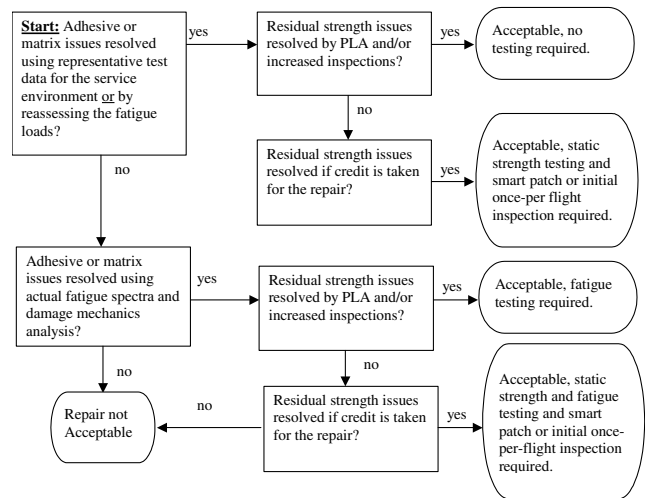 Start: Adhesive or
matrix issues resolved
using representative test
data for the service
environment or by
reassessing the fatigue
loads?
yes
Residual strength issues
resolved by PLA and/or
increased inspections?
yes
Acceptable, no
testing required.
no
no
Residual strength issues
resolved if credit is taken
for the repair?
yes
Acceptable, static
strength testing and
smart patch or initial
once-per flight
inspection required.
Adhesive or matrix
issues resolved using
actual fatigue spectra and
damage mechanics
analysis?
yes
Residual strength issues
resolved by PLA and/or
increased inspections?
yes
Acceptable, fatigue
testing required.
no
no
Repair not
Acceptable
no
Residual strength issues
resolved if credit is taken
for the repair?
yes
Acceptable, static
strength and fatigue
testing and smart
patch or initial once-
per-flight inspection
required.